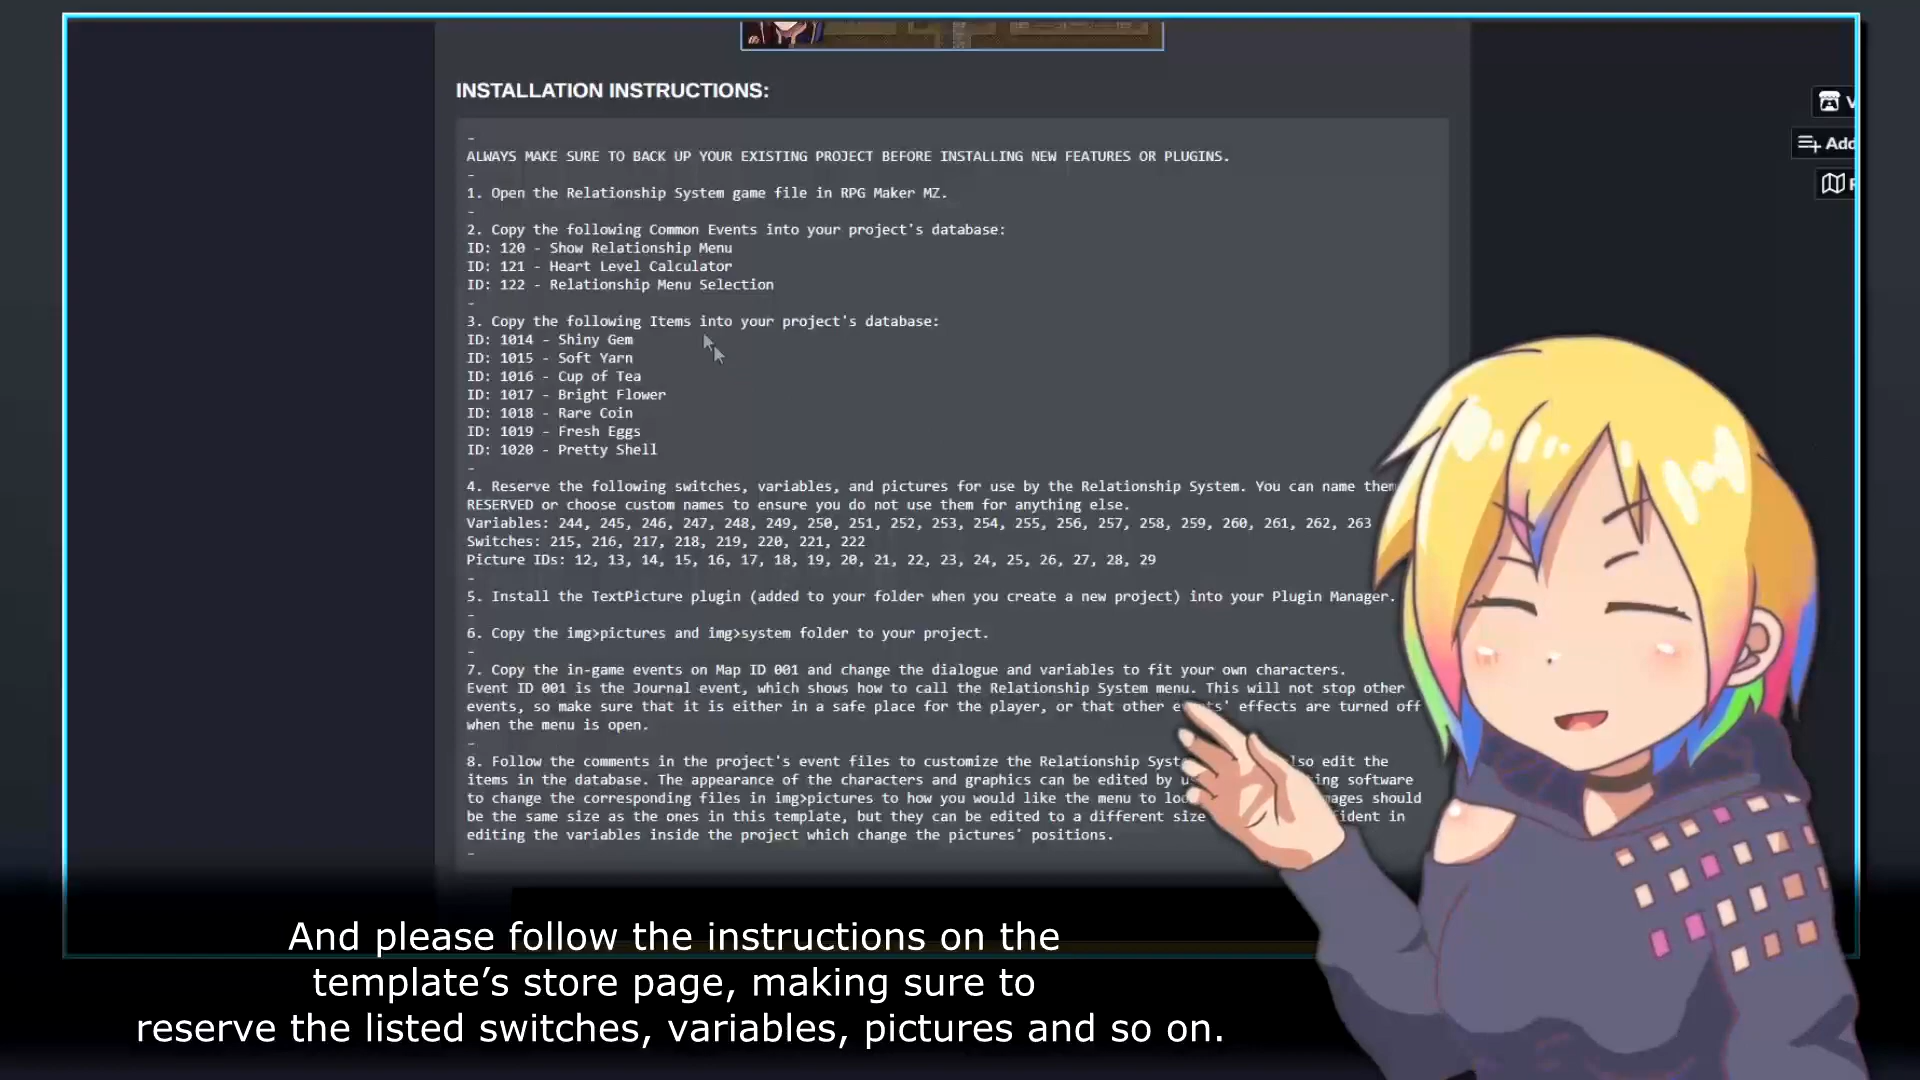 INSTALLATION INSTRUCTIONS:
-
ALWAYS MAKE SURE TO BACK UP YOUR EXISTING PROJECT BEFORE INSTALLING NEW FEATURES OR PLUGINS.
-
1. Open the Relationship System game file in RPG Maker MZ.
-
2. Copy the following Common Events into your project's database:
ID: 120 - Show Relationship Menu
ID: 121 - Heart Level Calculator
ID: 122 - Relationship Menu Selection
-
3. Copy the following Items into your project's database:
ID: 1014 - Shiny Gem
ID: 1015 - Soft Yarn
ID: 1016 - Cup of Tea
ID: 1017 - Bright Flower
ID: 1018 - Rare Coin
ID: 1019 - Fresh Eggs
ID: 1020 - Pretty Shell
-
4. Reserve the following switches, variables, and pictures for use by the Relationship System. You can name them
RESERVED or choose custom names to ensure you do not use them for anything else.
Variables: 244, 245, 246, 247, 248, 249, 250, 251, 252, 253, 254, 255, 256, 257, 258, 259, 260, 261, 262, 263
Switches: 215, 216, 217, 218, 219, 220, 221, 222
Picture IDs: 12, 13, 14, 15, 16, 17, 18, 19, 20, 21, 22, 23, 24, 25, 26, 27, 28, 29
-
5. Install the TextPicture plugin (added to your folder when you create a new project) into your Plugin Manager.
-
6. Copy the img>pictures and img>system folder to your project.
-
7. Copy the in-game events on Map ID 001 and change the dialogue and variables to fit your own characters.
Event ID 001 is the Journal event, which shows how to call the Relationship System menu. This will not stop other
events, so make sure that it is either in a safe place for the player, or that other events' effects are turned off
when the menu is open.
-
8. Follow the comments in the project's event files to customize the Relationship edit the
items in the database. The appearance of the characters and graphics can be edited by software
to change the corresponding files in img>pictures to how you would like the menu to should
be the same size as the ones in this template, but they can be edited to a different size in
editing the variables inside the project which change the pictures' positions.
-
Add
And please follow the instructions on the
template’s store page, making sure to
reserve the listed switches, variables, pictures and so on.